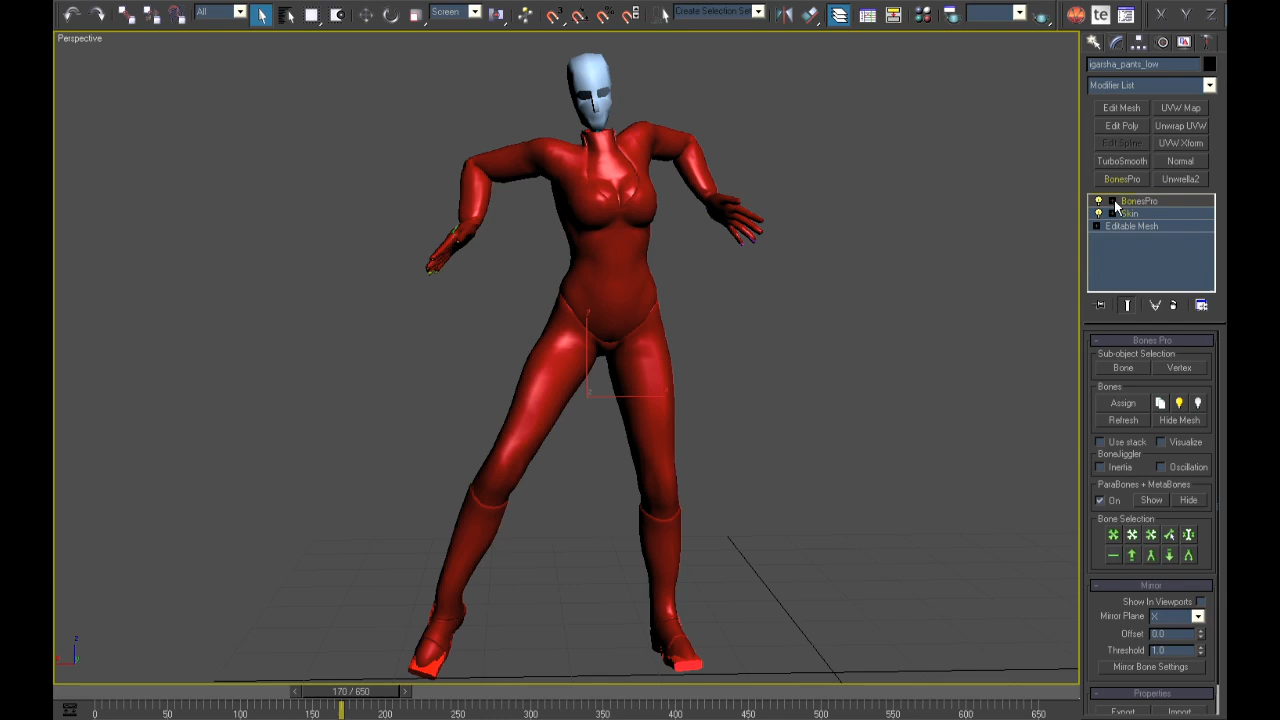 All
Screen
Create Selection Set
te
X Y Z
Perspective
igarsha_pants_low
Modifier List
Edit Mesh
UVW Map
Edit Poly
Unwrap UVW
Edit Spline
UVW Xform
TurboSmooth
Normal
BonesPro
Unwrella2
BonesPro
Skin
Editable Mesh
- Bones Pro
Sub-object Selection
Bone
Vertex
Bones
Assign
Refresh
Hide Mesh
Use stack
Visualize
BoneJiggler
Inertia
Oscillation
ParaBones + MetaBones
On
Show
Hide
Bone Selection
- Mirror
Show In Viewports
Mirror Plane X
Offset 0.0
Threshold 1.0
Mirror Bone Settings
- Properties
Export
Import
z
< 170 / 650 >
0 50 100 150 200 250 300 350 400 450 500 550 600 650